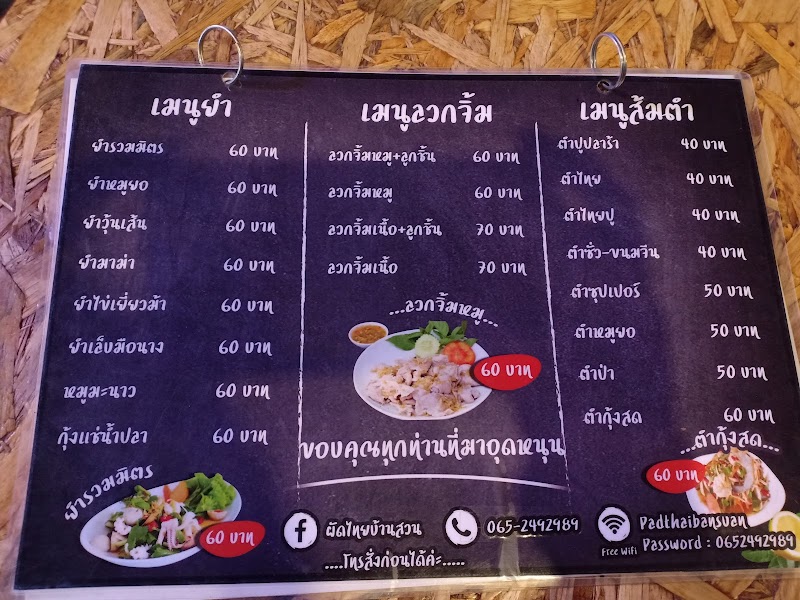 เมนูยำ
ยำรวมมิตร 60 บาท
ยำหมูยอ 60 บาท
ยำวุ้นเส้น 60 บาท
ยำมาม่า 60 บาท
ยำไข่เยี่ยวม้า 60 บาท
ยำเล็บมือนาง 60 บาท
หมูมะนาว 60 บาท
กุ้งแช่น้ำปลา 60 บาท
ยำรวมมิตร
60 บาท
เมนูลวกจิ้ม
ลวกจิ้มหมู+ลูกชิ้น 60 บาท
ลวกจิ้มหมู 60 บาท
ลวกจิ้มเนื้อ+ลูกชิ้น 70 บาท
ลวกจิ้มเนื้อ 70 บาท
...ลวกจิ้มหมู...
60 บาท
ขอบคุณทุกท่านที่มาอุดหนุน
เมนูส้มตำ
ตำปูปลาร้า 40 บาท
ตำไทย 40 บาท
ตำไทยปู 40 บาท
ตำซั่ว-ขนมจีน 40 บาท
ตำซุปเปอร์ 50 บาท
ตำหมูยอ 50 บาท
ตำป่า 50 บาท
ตำกุ้งสด 60 บาท
...ตำกุ้งสด...
60 บาท
ผัดไทยบ้านสวน
065-2492989
....โทรสั่งก่อนได้ค่ะ.....
Free Wifi
Padthaibansuan
Password : 0652492989